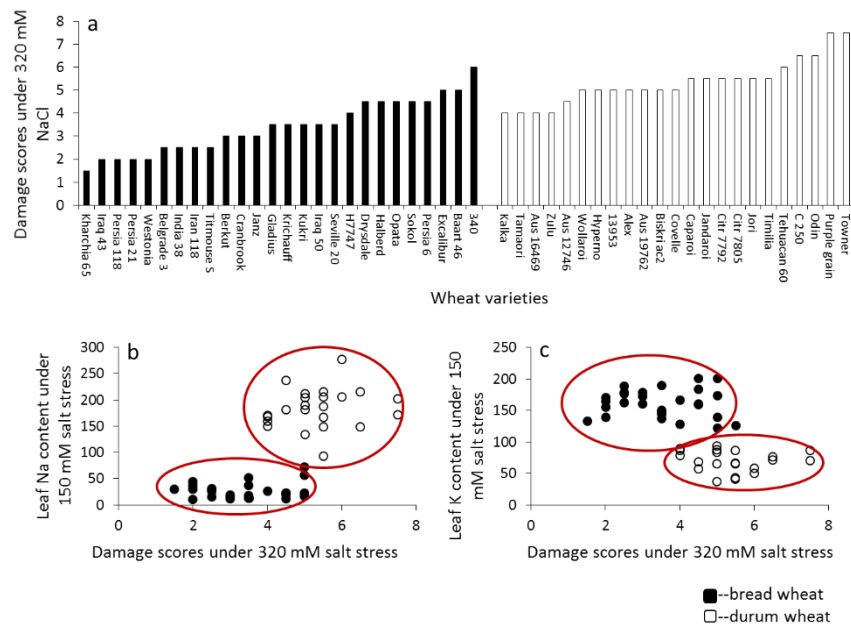 a
Damage scores under 320 mM
NaCl
8
7
6
5
4
3
2
1
0
Kharchia 65
Iraq 43
Persia 118
Persia 21
Westonia
Belgrade 3
India 38
Iran 118
Titmouse S
Berkut
Cranbrook
Janz
Gladius
Krichauff
Kukri
Iraq 50
Seville 20
H7747
Drysdale
Halberd
Opata
Sokol
Persia 6
Excalibur
Baart 46
340
Kalka
Tamaori
Aus 16469
Zulu
Aus 12746
Wollaroi
Hyperno
13953
Alex
Aus 19762
Biskri ac2
Covelle
Caparoi
Jandaroi
Citr 7792
Citr 7805
Jori
Timilia
Tehuacan 60
C 250
Odin
Purple grain
Towner
Wheat varieties
b
Leaf Na content under
150 mM salt stress
300
250
200
150
100
50
0
0 2 4 6 8
Damage scores under 320 mM salt stress
c
Leaf K content under 150
mM salt stress
250
200
150
100
50
0
0 2 4 6 8
Damage scores under 320 mM salt stress
--bread wheat
--durum wheat